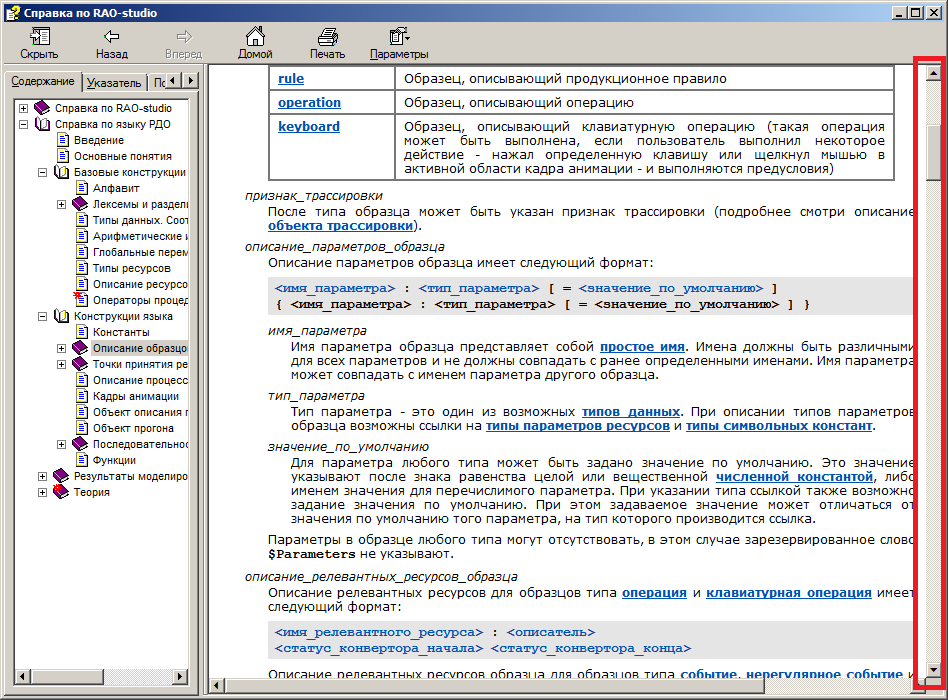 Справка по RAO-studio
Скрыть Назад Вперед Домой Печать Параметры
Содержание Указатель По
Справка по RAO-studio
Справка по языку РДО
Введение
Основные понятия
Базовые конструкции
Алфавит
Лексемы и раздели
Типы данных. Соот
Арифметические и
Глобальные перем
Типы ресурсов
Описание ресурсо
Операторы процед
Конструкции языка
Константы
Описание образцо
Точки принятия ре
Описание процесс
Кадры анимации
Объект описания п
Объект прогона
Последовательнос
Функции
Результаты моделиро
Теория
rule Образец, описывающий продукционное правило
operation Образец, описывающий операцию
keyboard Образец, описывающий клавиатурную операцию (такая операция
может быть выполнена, если пользователь выполнил некоторое
действие - нажал определенную клавишу или щелкнул мышью в
активной области кадра анимации - и выполняются предусловия)
признак_трассировки
После типа образца может быть указан признак трассировки (подробнее смотри описание
объекта трассировки).
описание_параметров_образца
Описание параметров образца имеет следующий формат:
<имя_параметра> : <тип_параметра> [ = <значение_по_умолчанию> ]
{ <имя_параметра> : <тип_параметра> [ = <значение_по_умолчанию> ] }
имя_параметра
Имя параметра образца представляет собой простое имя. Имена должны быть различными
для всех параметров и не должны совпадать с ранее определенными именами. Имя параметра
может совпадать с именем параметра другого образца.
тип_параметра
Тип параметра - это один из возможных типов данных. При описании типов параметров
образца возможны ссылки на типы параметров ресурсов и типы символьных констант.
значение_по_умолчанию
Для параметра любого типа может быть задано значение по умолчанию. Это значение
указывают после знака равенства целой или вещественной численной константой, либо
именем значения для перечислимого параметра. При указании типа ссылкой также возможно
задание значения по умолчанию. При этом задаваемое значение может отличаться от
значения по умолчанию того параметра, на тип которого производится ссылка.
Параметры в образце любого типа могут отсутствовать, в этом случае зарезервированное слово
$Parameters не указывают.
описание_релевантных_ресурсов_образца
Описание релевантных ресурсов для образцов типа операция и клавиатурная операция имеет
следующий формат:
<имя_релевантного_ресурса> : <описатель>
<статус_конвертора_начала> <статус_конвертора_конца>
Описание релевантных ресурсов образца для образцов типа событие, нерегулярное событие и